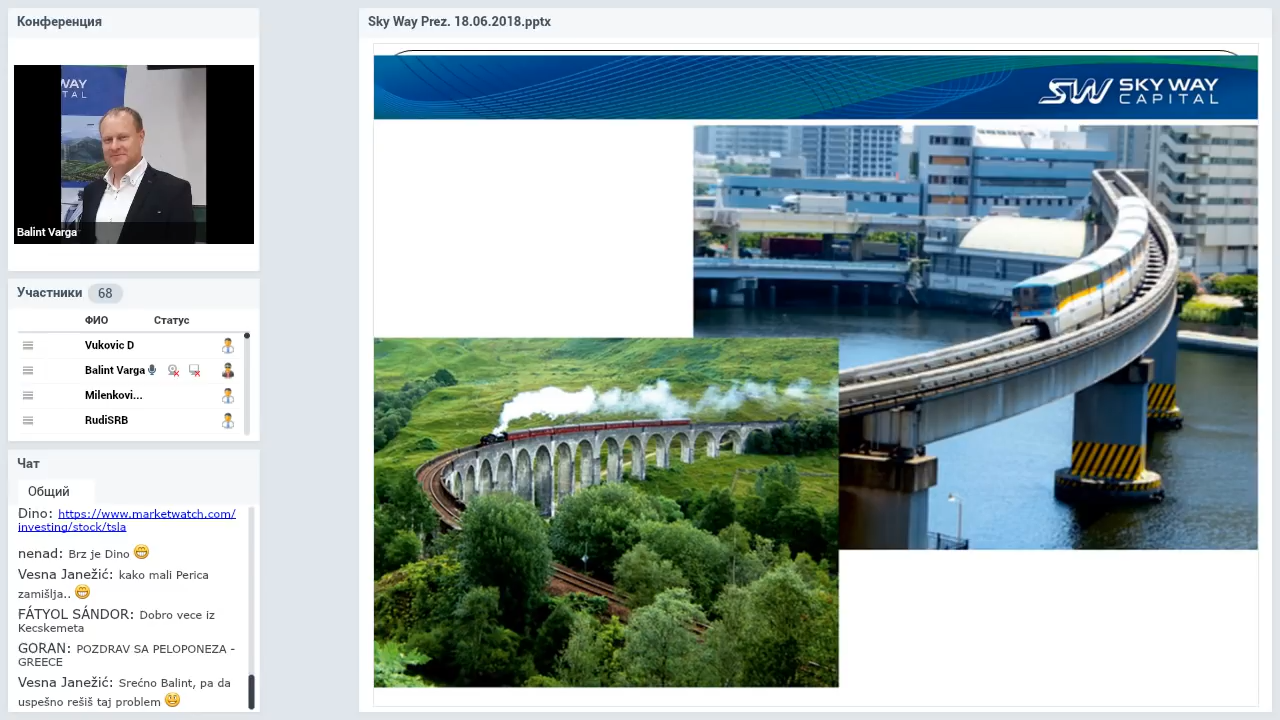 Конференция
WAY
TAL
Balint Varga
Участники 68
ФИО Статус
Vukovic D
Balint Varga
Milenkovi...
RudiSRB
Чат
Общий
Dino: https://www.marketwatch.com/
investing/stock/tsla
nenad: Brz je Dino
Vesna Janežić: kako mali Perica
zamišlja..
FÁTYOL SÁNDOR: Dobro vece iz
Kecskemeta
GORAN: POZDRAV SA PELOPONEZA -
GREECE
Vesna Janežić: Srećno Balint, pa da
uspešno rešiš taj problem
Sky Way Prez. 18.06.2018.pptx
SW SKY WAY
CAPITAL